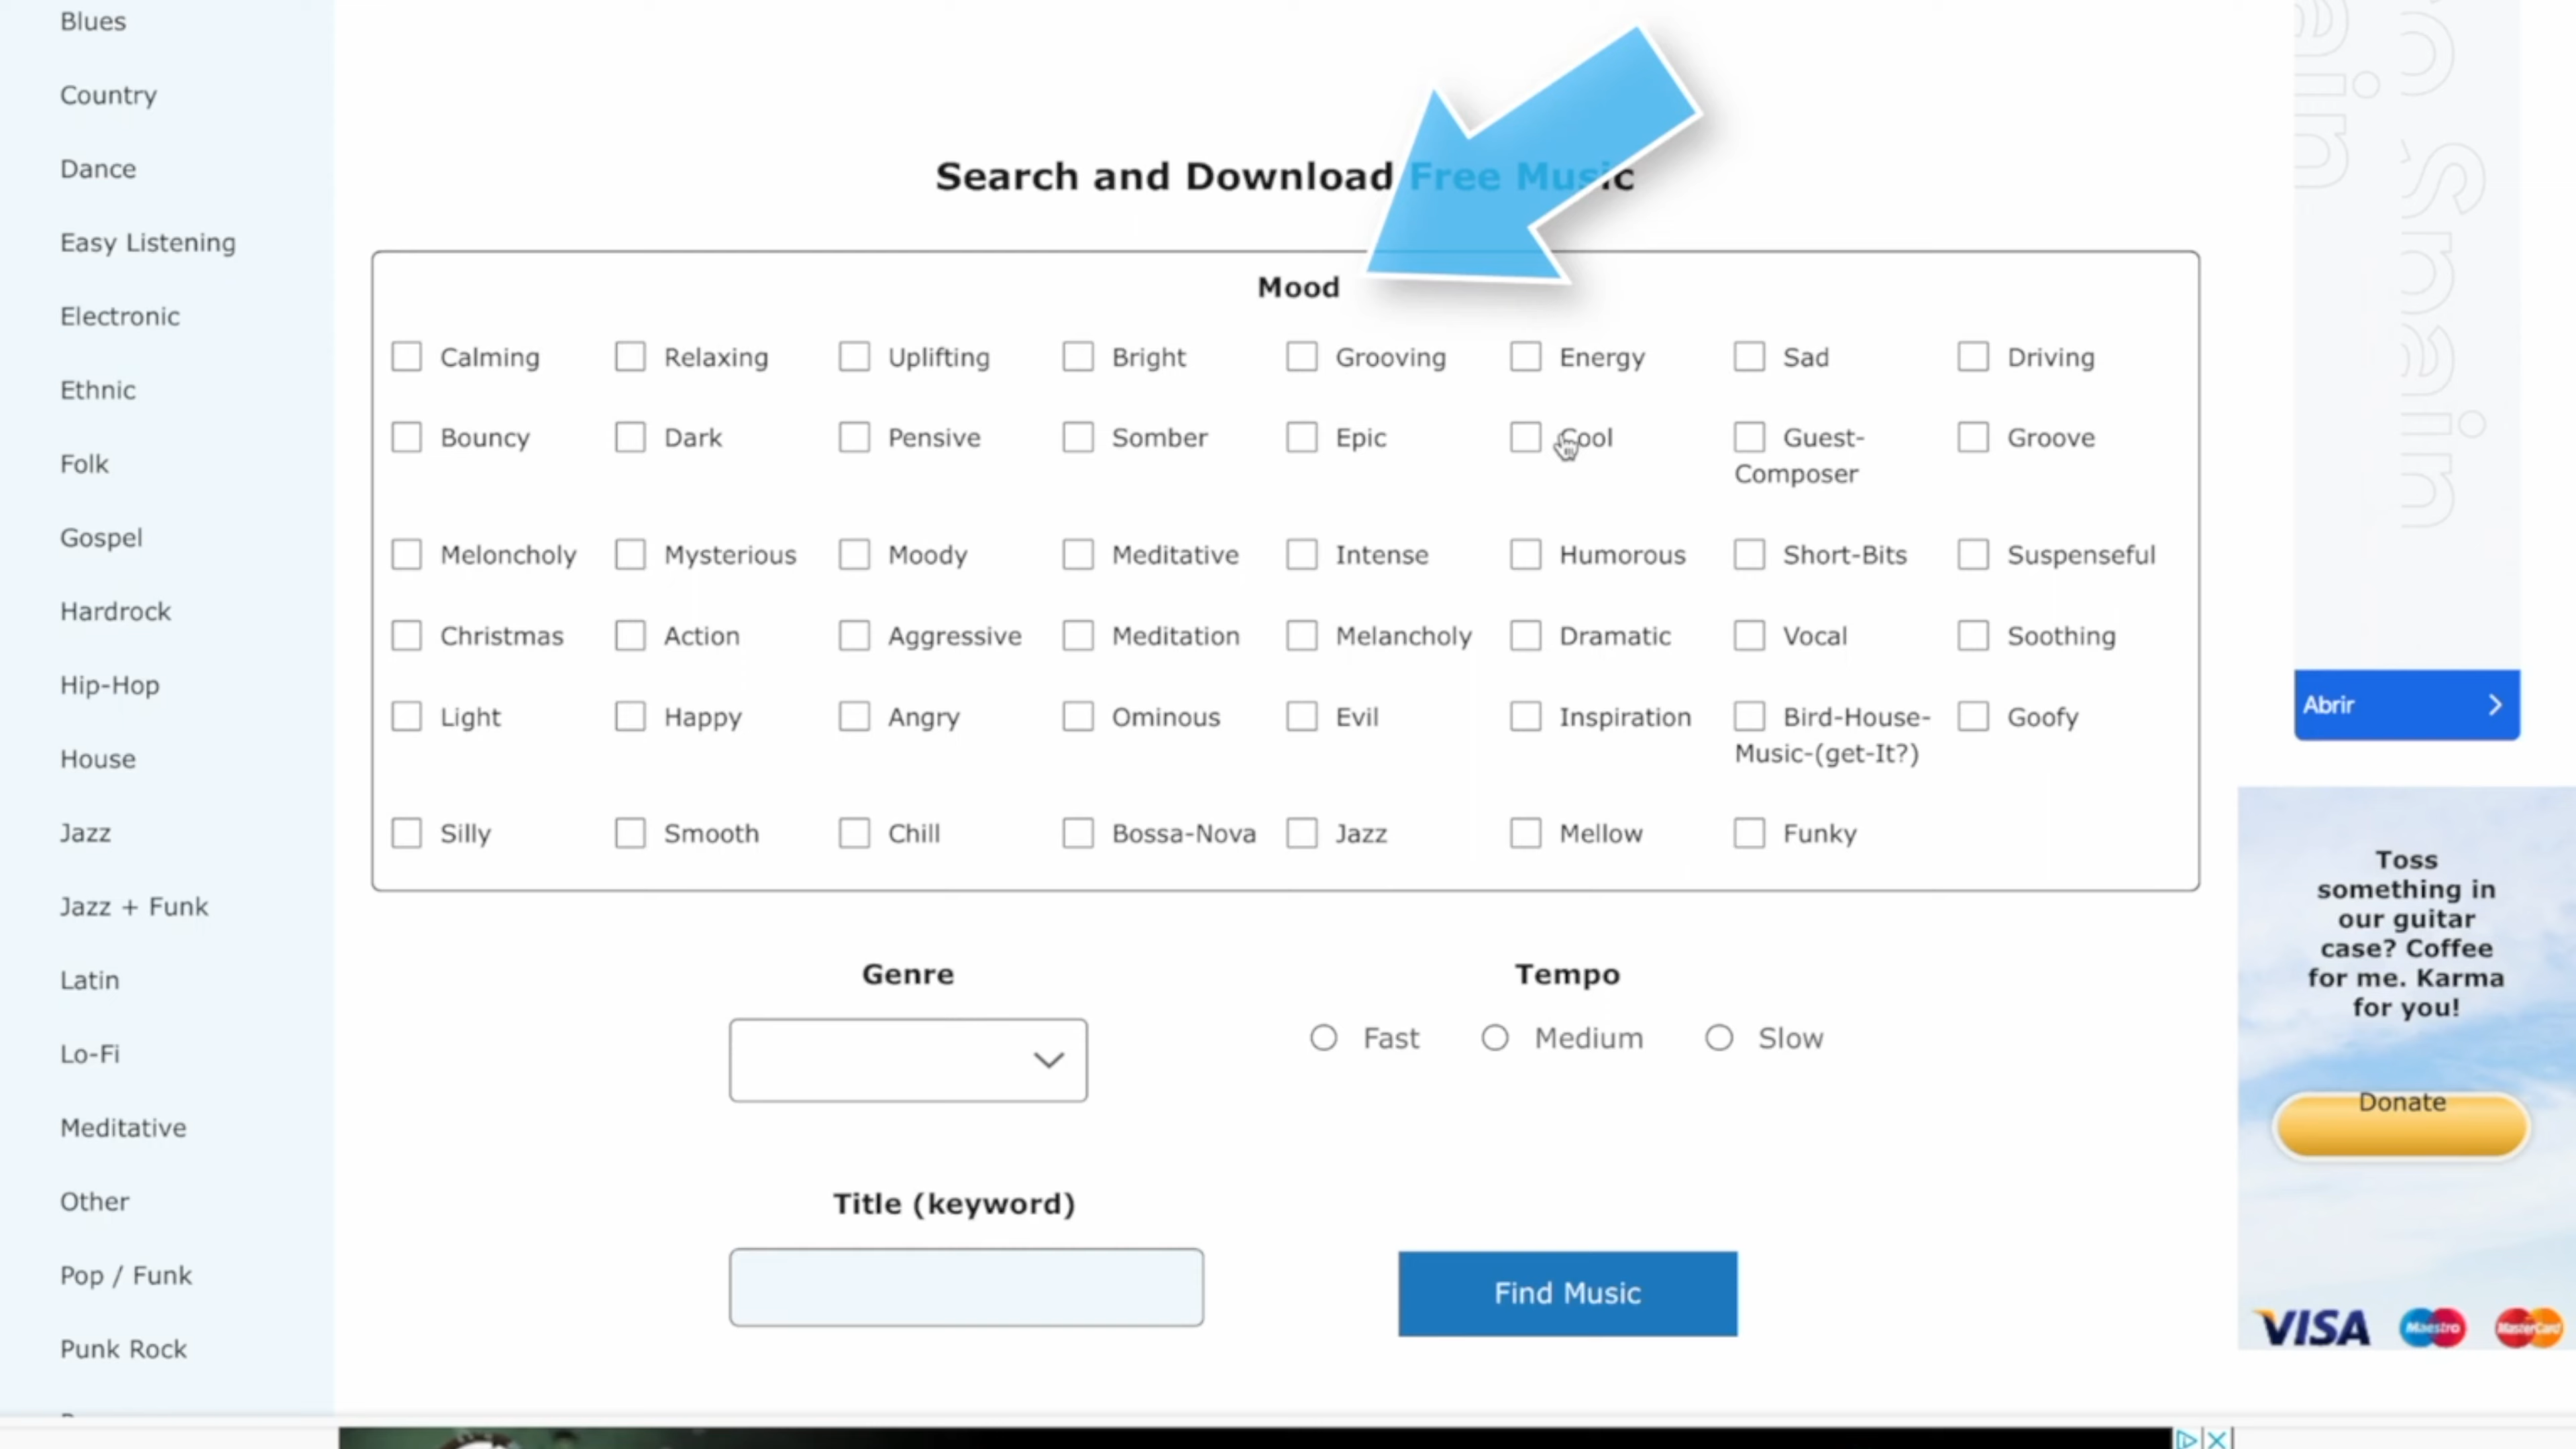 Blues
Country
Dance
Easy Listening
Electronic
Ethnic
Folk
Gospel
Hardrock
Hip-Hop
House
Jazz
Jazz + Funk
Latin
Lo-Fi
Meditative
Other
Pop / Funk
Punk Rock
Search and Download Free Music
Mood
Calming Relaxing Uplifting Bright Grooving Energy Sad Driving
Bouncy Dark Pensive Somber Epic Cool Guest- Groove
Composer
Meloncholy Mysterious Moody Meditative Intense Humorous Short-Bits Suspenseful
Christmas Action Aggressive Meditation Melancholy Dramatic Vocal Soothing
Light Happy Angry Ominous Evil Inspiration Bird-House- Goofy
Music-(get-It?)
Silly Smooth Chill Bossa-Nova Jazz Mellow Funky
Genre Tempo
Fast Medium Slow
Title (keyword)
Find Music
Abrir
Toss
something in
our guitar
case? Coffee
for me. Karma
for you!
Donate
VISA Maestro MasterCard